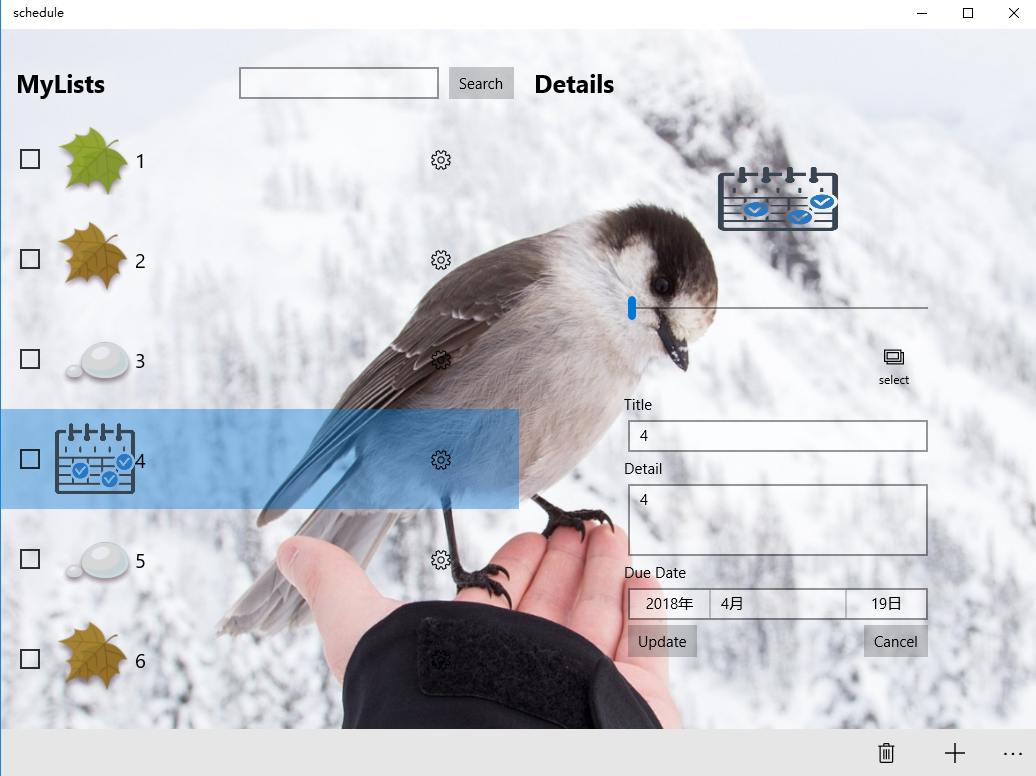 schedule
MyLists
Search
Details
1
2
3
4
5
6
select
Title
4
Detail
4
Due Date
2018年 4月 19日
Update Cancel